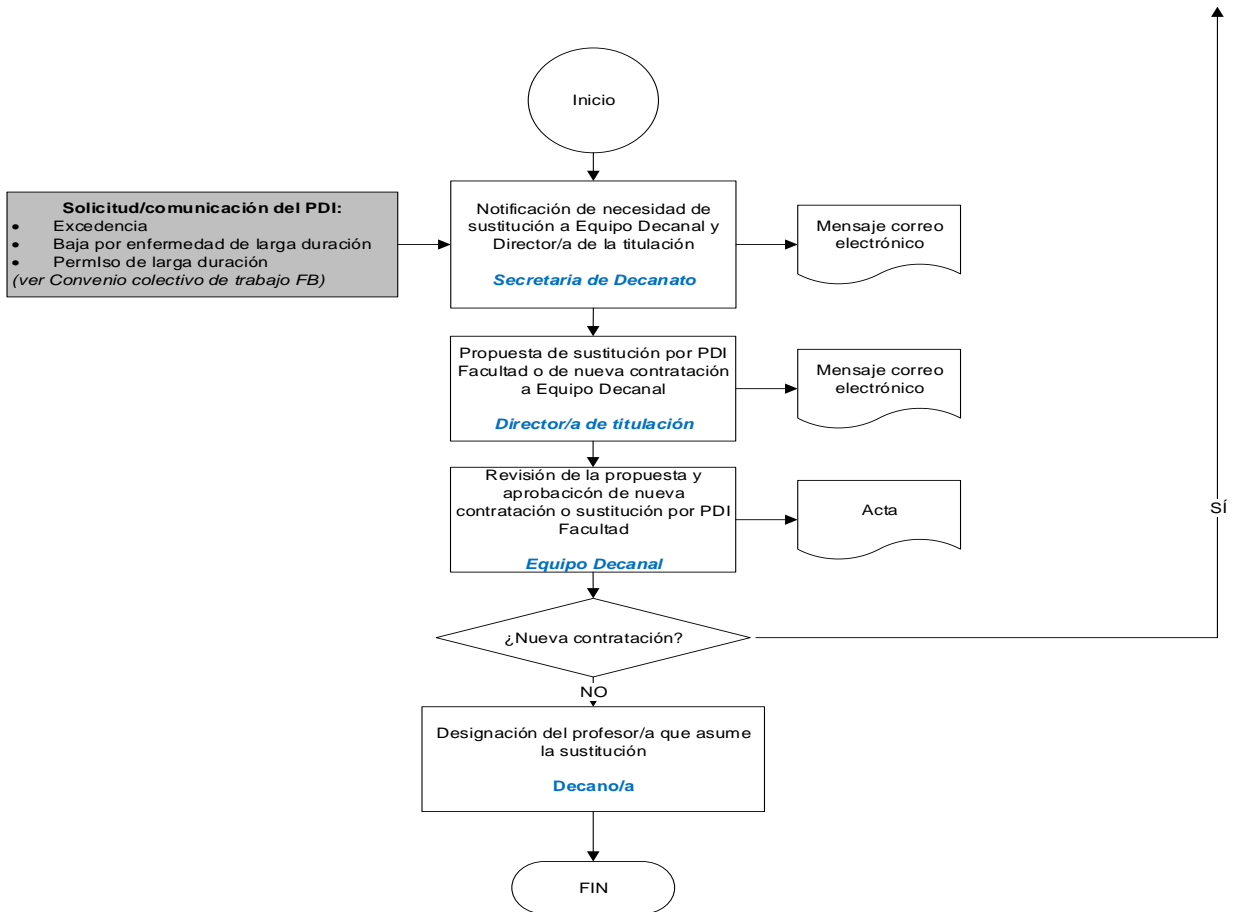 Inicio
Solicitud/comunicación del PDI:
• Excedencia
• Baja por enfermedad de larga duración
• PermIso de larga duración
(ver Convenio colectivo de trabajo FB)
Notificación de necesidad de
sustitución a Equipo Decanal y
Director/a de la titulación
Secretaria de Decanato
Mensaje correo
electrónico
Propuesta de sustitución por PDI
Facultad o de nueva contratación
a Equipo Decanal
Director/a de titulación
Mensaje correo
electrónico
Revisión de la propuesta y
aprobacicón de nueva
contratación o sustitución por PDI
Facultad
Equipo Decanal
Acta
SÍ
¿Nueva contratación?
NO
Designación del profesor/a que asume
la sustitución
Decano/a
FIN